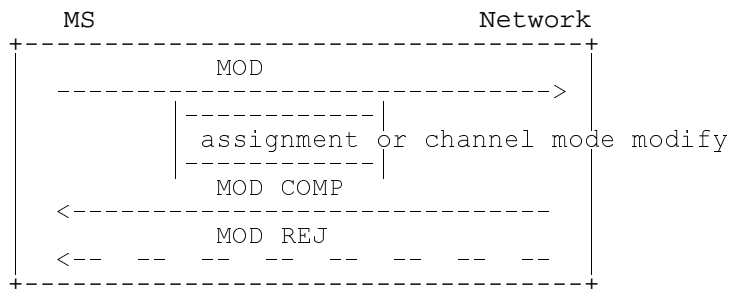 MS Network
MOD
assignment or channel mode modify
MOD COMP
MOD REJ